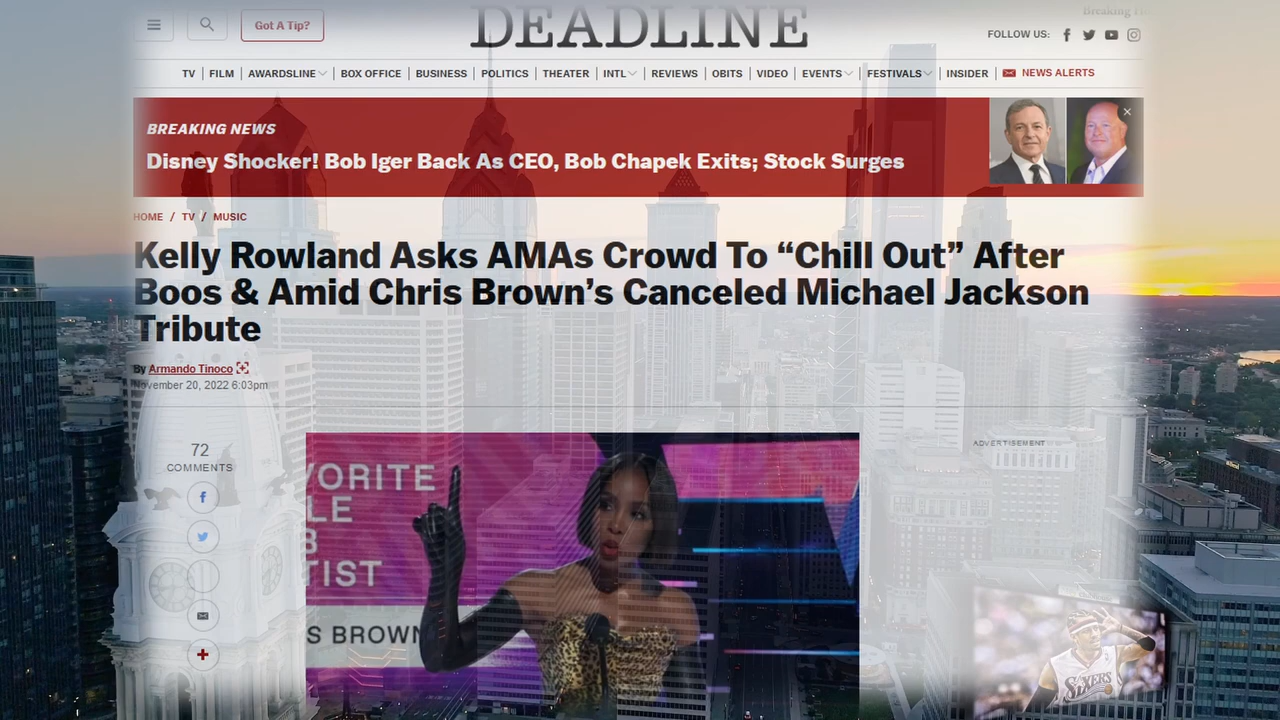 Breaking
Got A Tip?
DEADLINE
FOLLOW US:
TV FILM AWARDSLINE BOX OFFICE BUSINESS POLITICS THEATER INTL REVIEWS OBITS VIDEO EVENTS FESTIVALS INSIDER NEWS ALERTS
BREAKING NEWS
Disney Shocker! Bob Iger Back As CEO, Bob Chapek Exits; Stock Surges
HOME / TV / MUSIC
Kelly Rowland Asks AMAs Crowd To “Chill Out” After
Boos & Amid Chris Brown’s Canceled Michael Jackson
Tribute
By Armando Tinoco
November 20, 2022 6:03pm
72
COMMENTS
ADVERTISEMENT
VORITE
LE
B
TIST
S BROWN
SIXERS